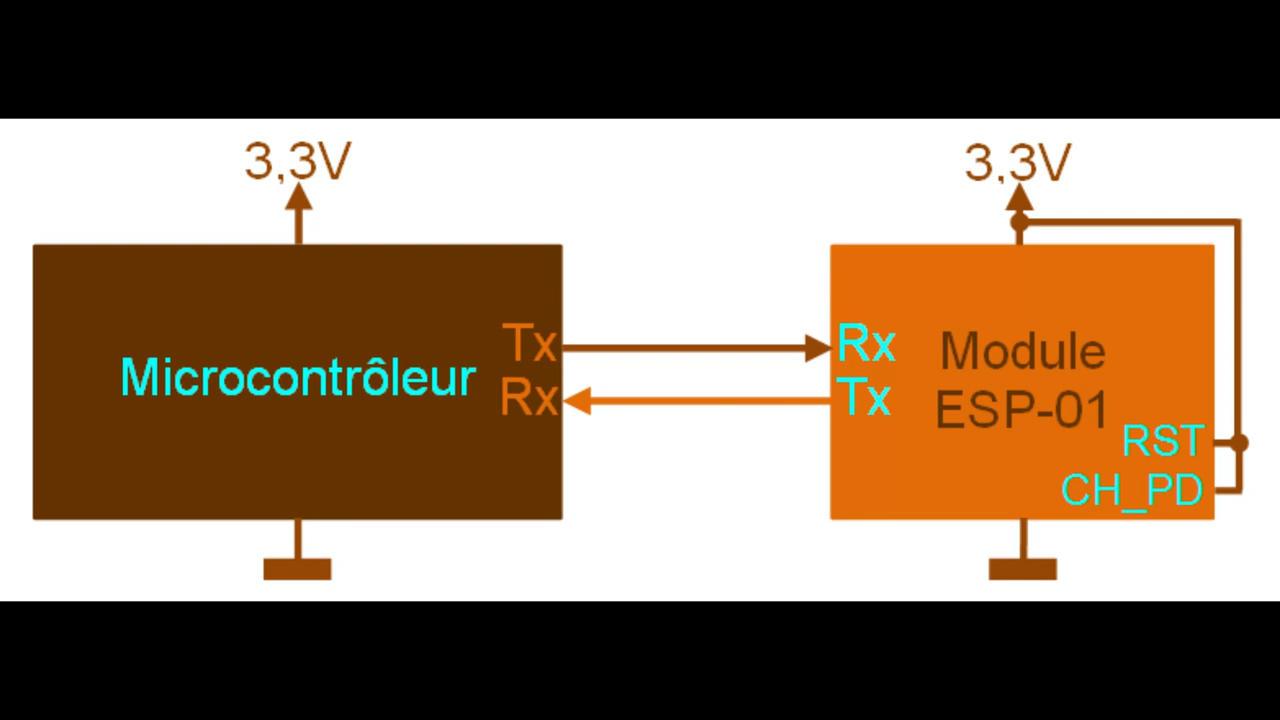 3,3V
3,3V
Tx
Rx
Microcontrôleur
Rx
Tx
Module
ESP-01
RST
CH_PD